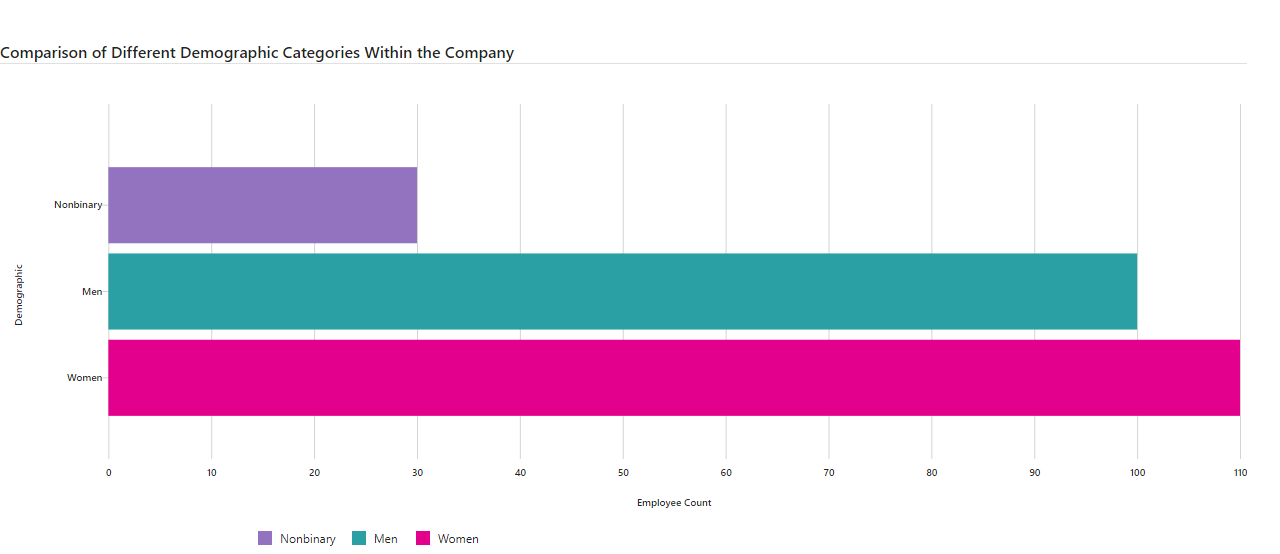 Comparison of Different Demographic Categories Within the Company
Demographic
Nonbinary
Men
Women
0 10 20 30 40 50 60 70 80 90 100 110
Employee Count
Nonbinary Men Women